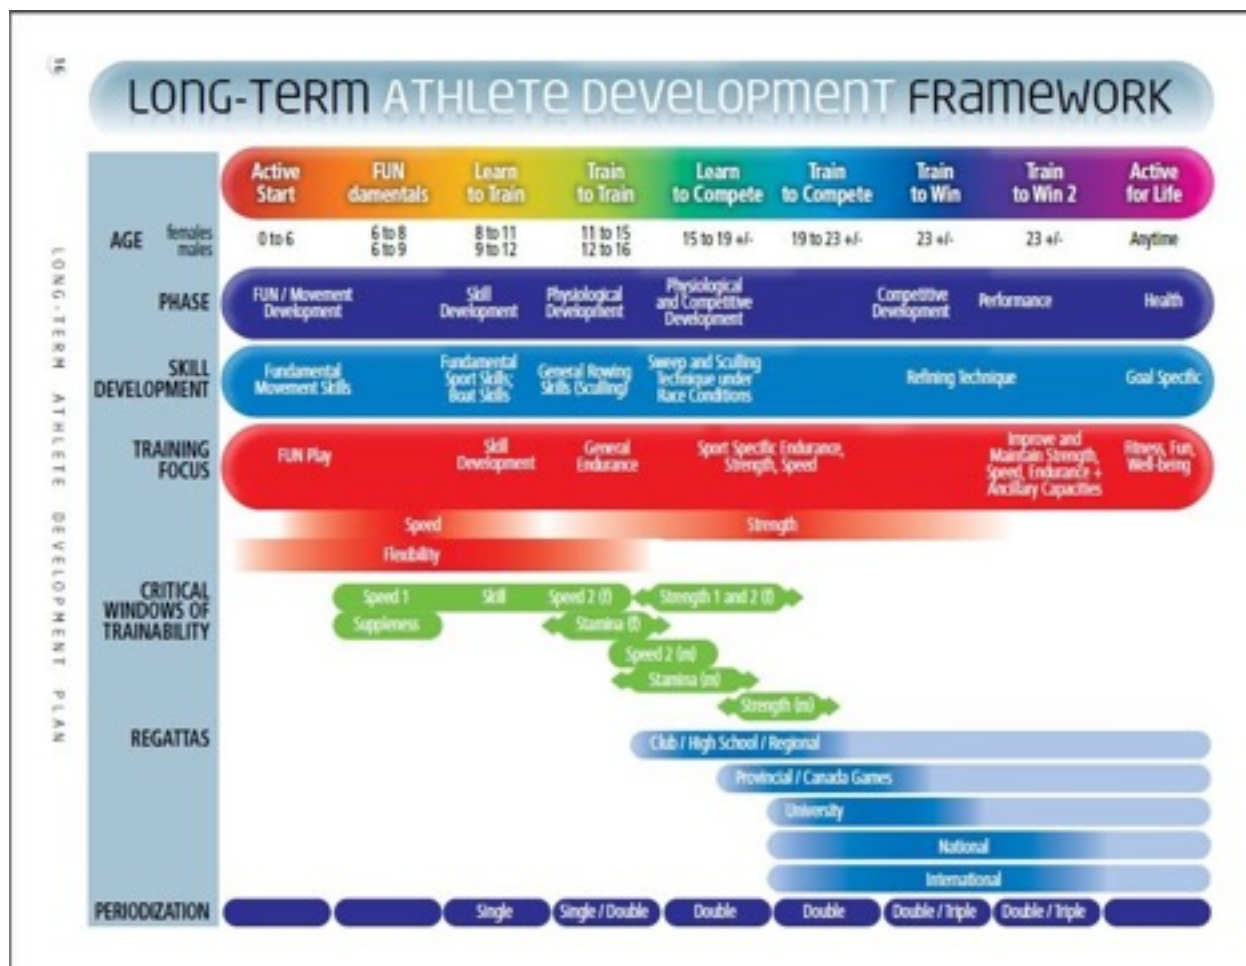 16
LONG-TERM ATHLETE DEVELOPMENT FRAMEWORK
LONG-TERM ATHLETE DEVELOPMENT PLAN
Active Start
FUN damentals
Learn to Train
Train to Train
Learn to Compete
Train to Compete
Train to Win
Train to Win 2
Active for Life
AGE
females
males
0 to 6
6 to 8
6 to 9
8 to 11
9 to 12
11 to 15
12 to 16
15 to 19 +/-
19 to 23 +/-
23 +/-
23 +/-
Anytime
PHASE
FUN / Movement
Development
Skill
Development
Physiological
Development
Physiological
and Competitive
Development
Competitive
Development
Performance
Health
SKILL
DEVELOPMENT
Fundamental
Movement Skills
Fundamental
Sport Skills;
Boat Skills
General Rowing
Skills (Sculling)
Sweep and Sculling
Technique under
Race Conditions
Refining Technique
Goal Specific
TRAINING
FOCUS
FUN Play
Skill
Development
General
Endurance
Sport Specific Endurance,
Strength, Speed
Improve and
Maintain Strength,
Speed, Endurance +
Ancillary Capacities
Fitness, Fun,
Well-being
Speed
Strength
Flexibility
CRITICAL
WINDOWS OF
TRAINABILITY
Speed 1
Skill
Speed 2 (f)
Strength 1 and 2 (f)
Suppleness
Stamina (f)
Speed 2 (m)
Stamina (m)
Strength (m)
REGATTAS
Club / High School / Regional
Provincial / Canada Games
University
National
International
PERIODIZATION
Single
Single / Double
Double
Double
Double / Triple
Double / Triple